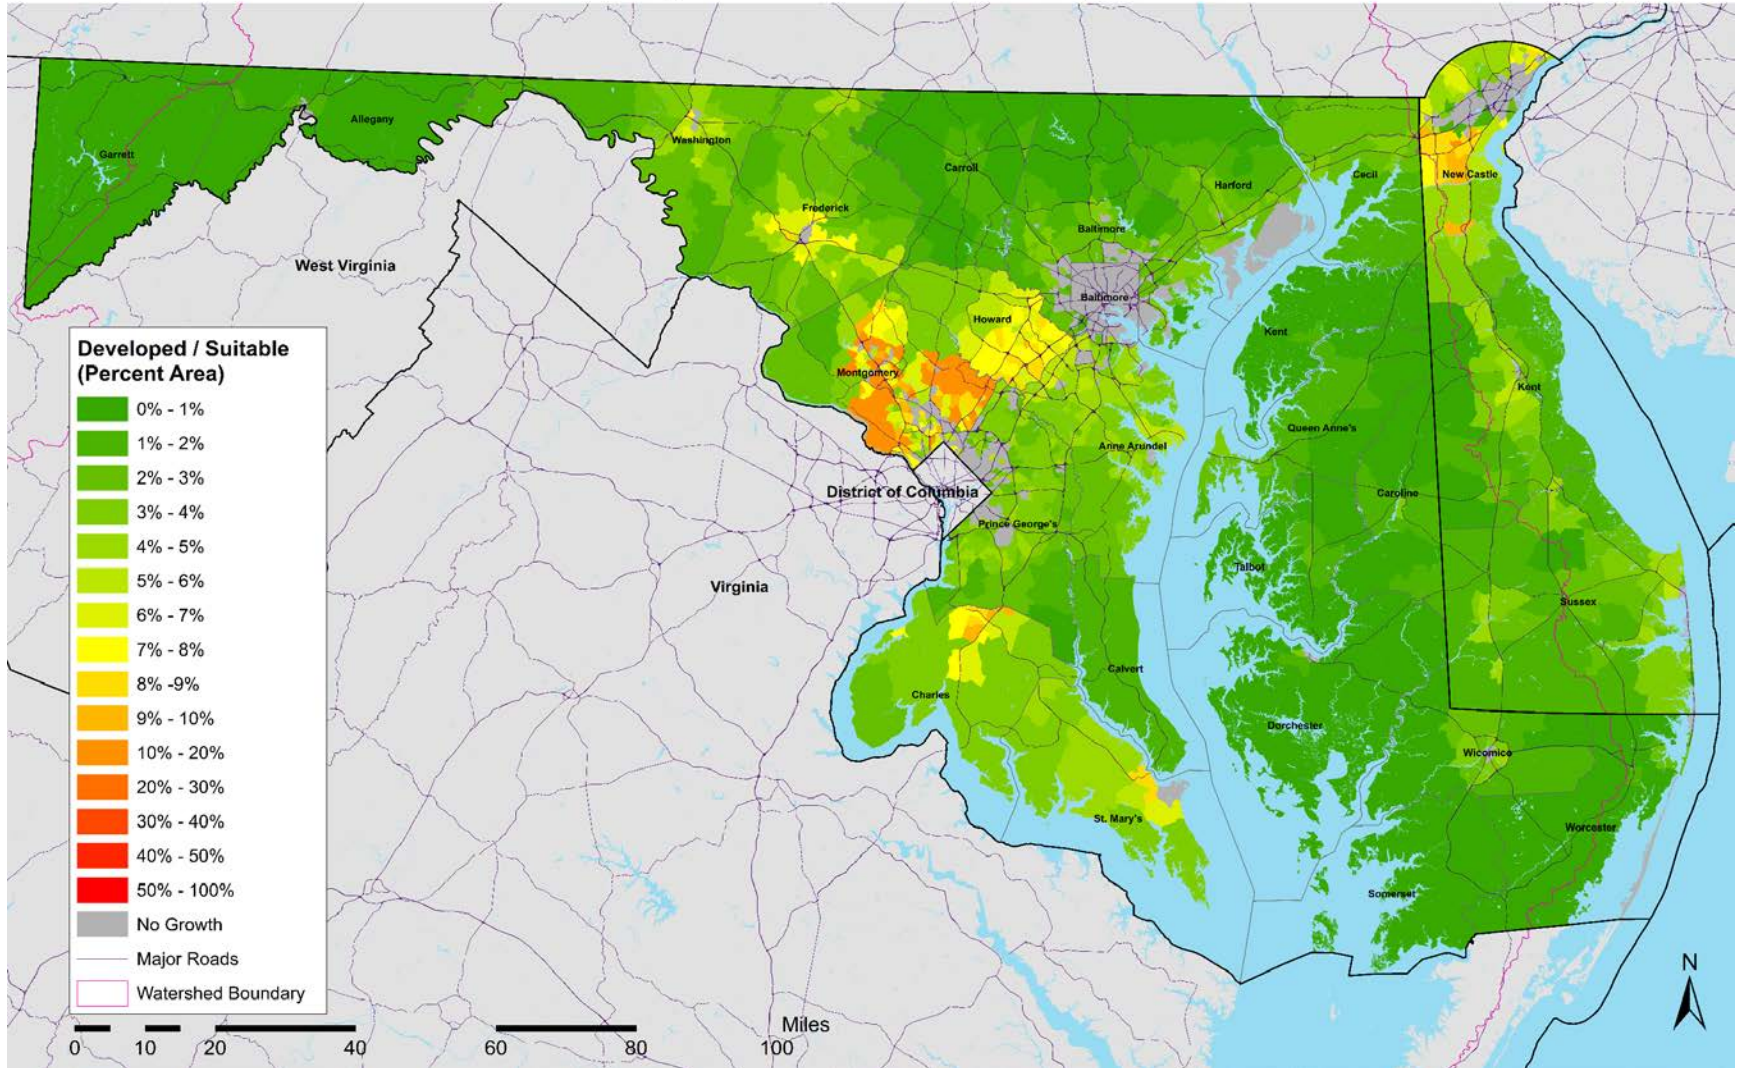 Garrett
Allegany
Washington
Frederick
Carroll
Baltimore
Harford
Cecil
New Castle
West Virginia
Baltimore
Howard
Kent
Montgomery
Kent
Queen Anne's
Anne Arundel
District of Columbia
Caroline
Prince George's
Talbot
Virginia
Sussex
Calvert
Charles
Dorchester
Wicomico
St. Mary's
Worcester
Somerset
Developed / Suitable
(Percent Area)
0% - 1%
1% - 2%
2% - 3%
3% - 4%
4% - 5%
5% - 6%
6% - 7%
7% - 8%
8% -9%
9% - 10%
10% - 20%
20% - 30%
30% - 40%
40% - 50%
50% - 100%
No Growth
Major Roads
Watershed Boundary
Miles
0 10 20 40 60 80 100
N